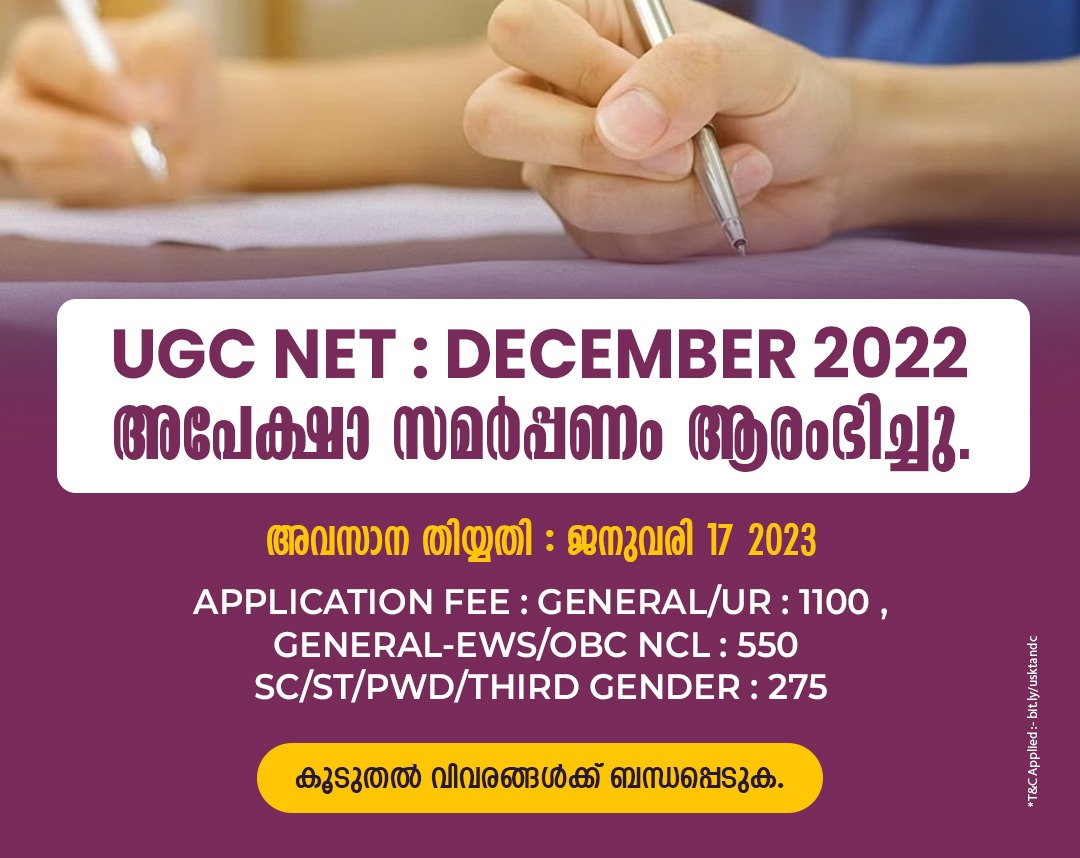 UGC NET : DECEMBER 2022
അപേക്ഷാ സമർപ്പണം ആരംഭിച്ചു.
അവസാന തിയ്യതി : ജനുവരി 17 2023
APPLICATION FEE : GENERAL/UR : 1100 ,
GENERAL-EWS/OBC NCL : 550
SC/ST/PWD/THIRD GENDER : 275
കൂടുതൽ വിവരങ്ങൾക്ക് ബന്ധപ്പെടുക.
*T&C Applied :- bit.ly/usktandc